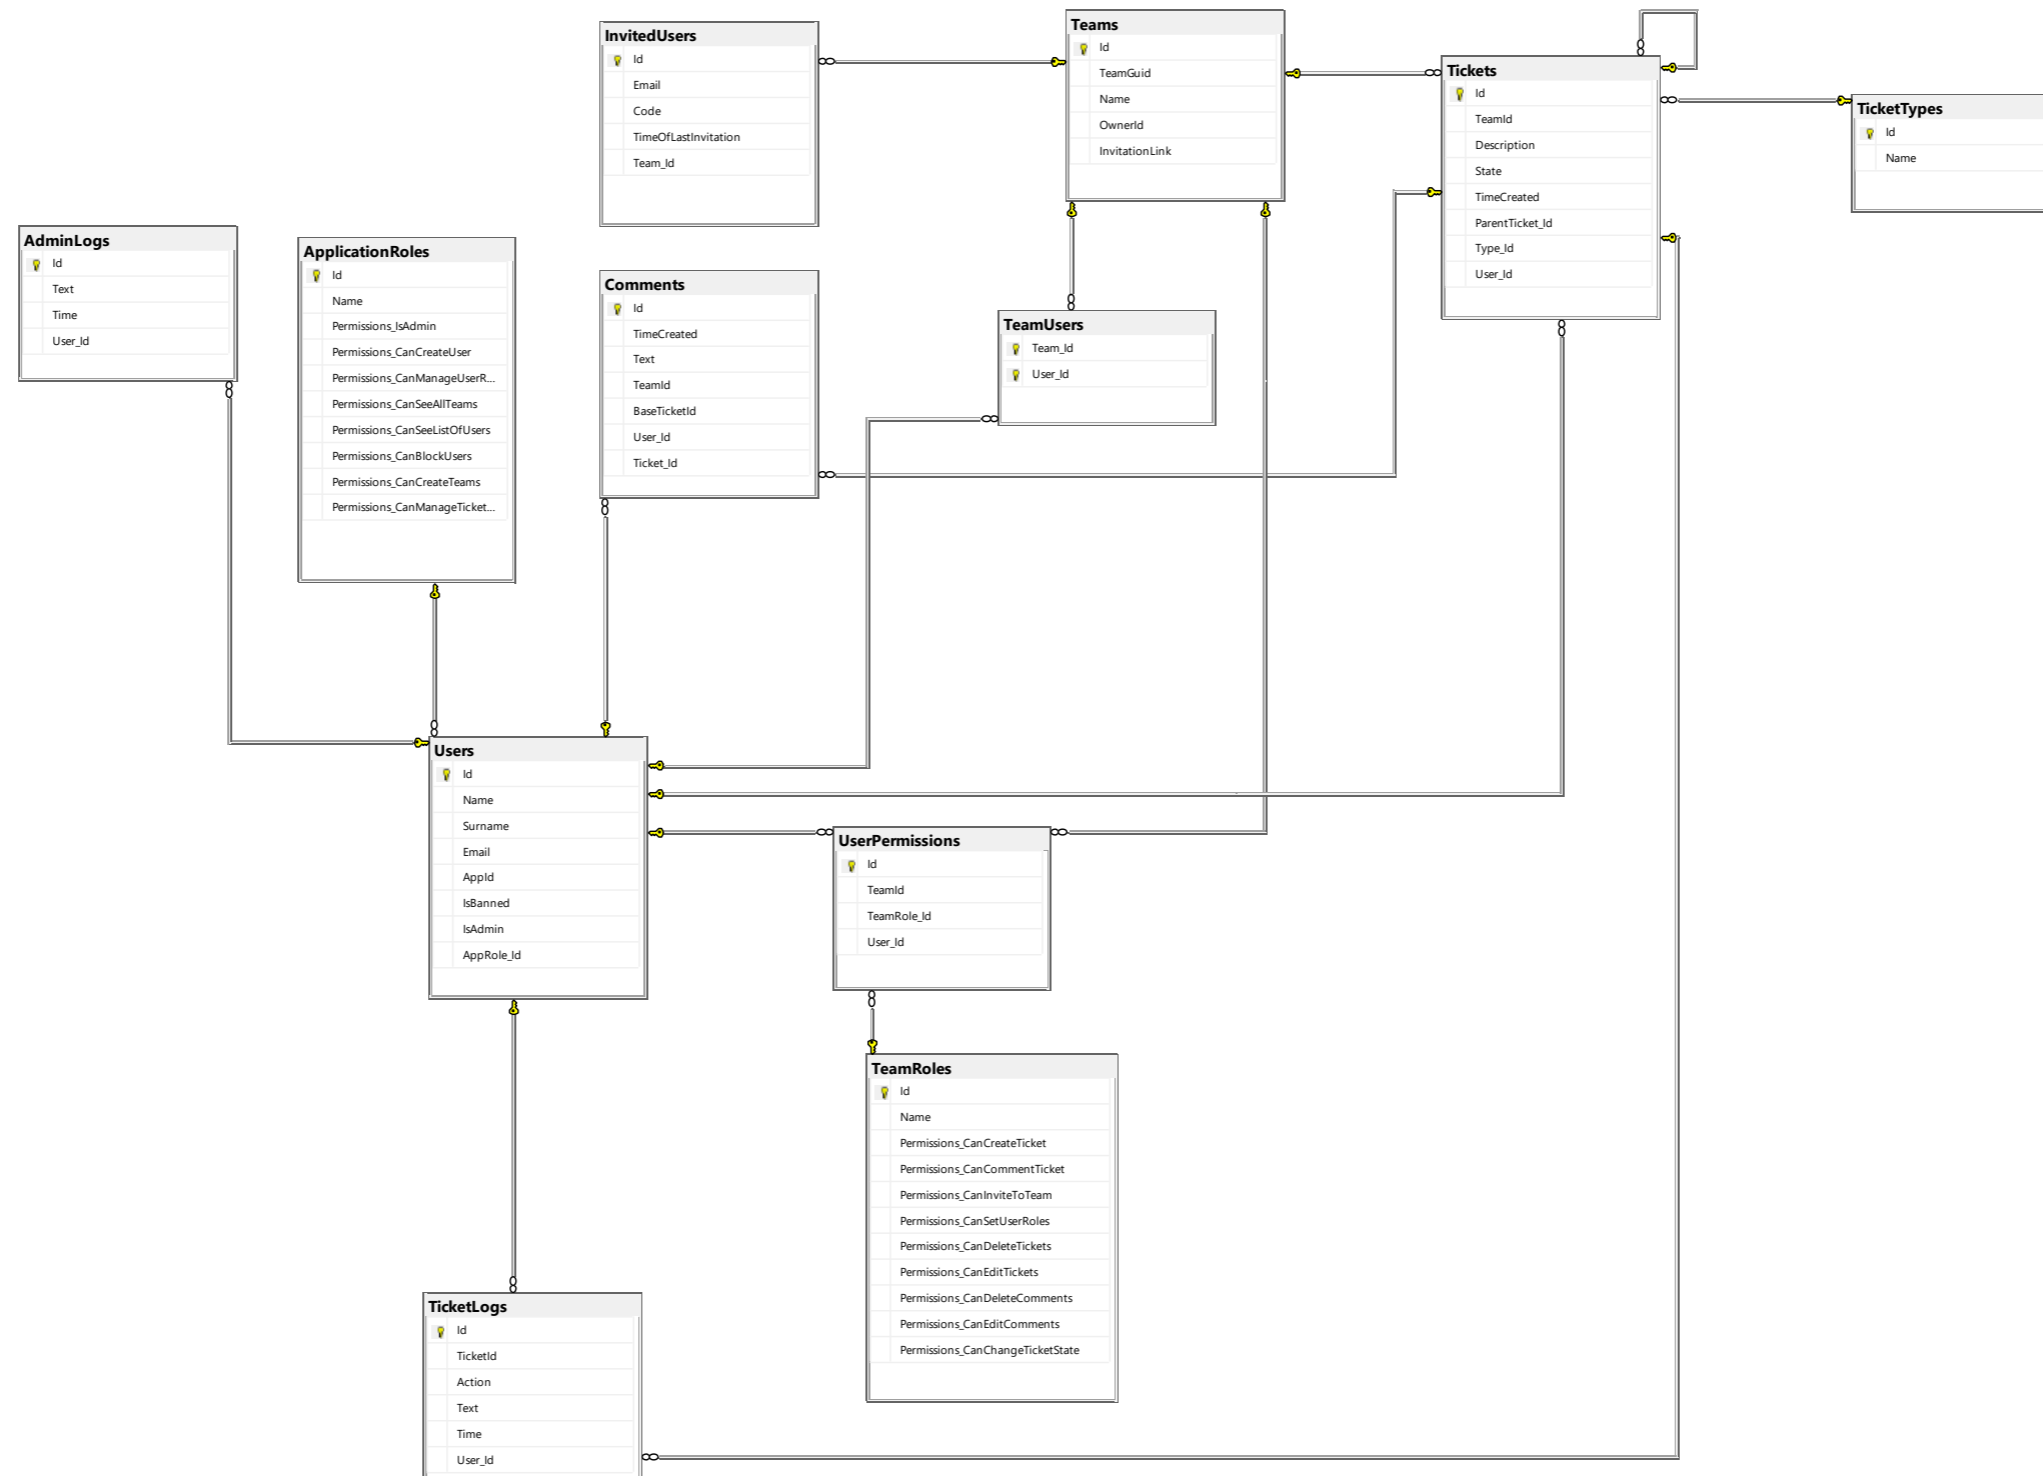 InvitedUsers
Id
Email
Code
TimeOfLastInvitation
Team_Id
Teams
Id
TeamGuid
Name
OwnerId
InvitationLink
Tickets
Id
TeamId
Description
State
TimeCreated
ParentTicket_Id
Type_Id
User_Id
TicketTypes
Id
Name
AdminLogs
Id
Text
Time
User_Id
ApplicationRoles
Id
Name
Permissions_IsAdmin
Permissions_CanCreateUser
Permissions_CanManageUserR...
Permissions_CanSeeAllTeams
Permissions_CanSeeListOfUsers
Permissions_CanBlockUsers
Permissions_CanCreateTeams
Permissions_CanManageTicket...
Comments
Id
TimeCreated
Text
TeamId
BaseTicketId
User_Id
Ticket_Id
TeamUsers
Team_Id
User_Id
Users
Id
Name
Surname
Email
AppId
IsBanned
IsAdmin
AppRole_Id
UserPermissions
Id
TeamId
TeamRole_Id
User_Id
TeamRoles
Id
Name
Permissions_CanCreateTicket
Permissions_CanCommentTicket
Permissions_CanInviteToTeam
Permissions_CanSetUserRoles
Permissions_CanDeleteTickets
Permissions_CanEditTickets
Permissions_CanDeleteComments
Permissions_CanEditComments
Permissions_CanChangeTicketState
TicketLogs
Id
TicketId
Action
Text
Time
User_Id